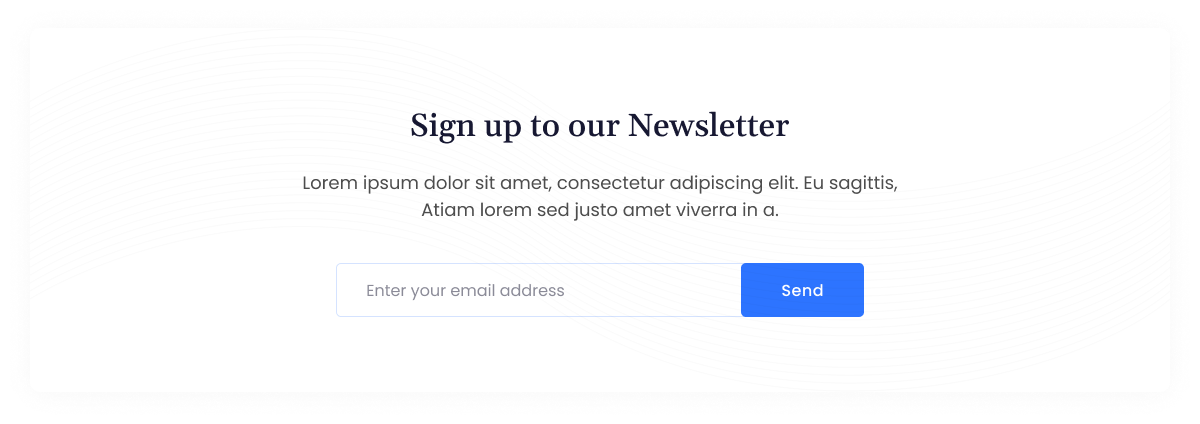 Sign up to our Newsletter
Lorem ipsum dolor sit amet, consectetur adipiscing elit. Eu sagittis,
Atiam lorem sed justo amet viverra in a.
Enter your email address
Send